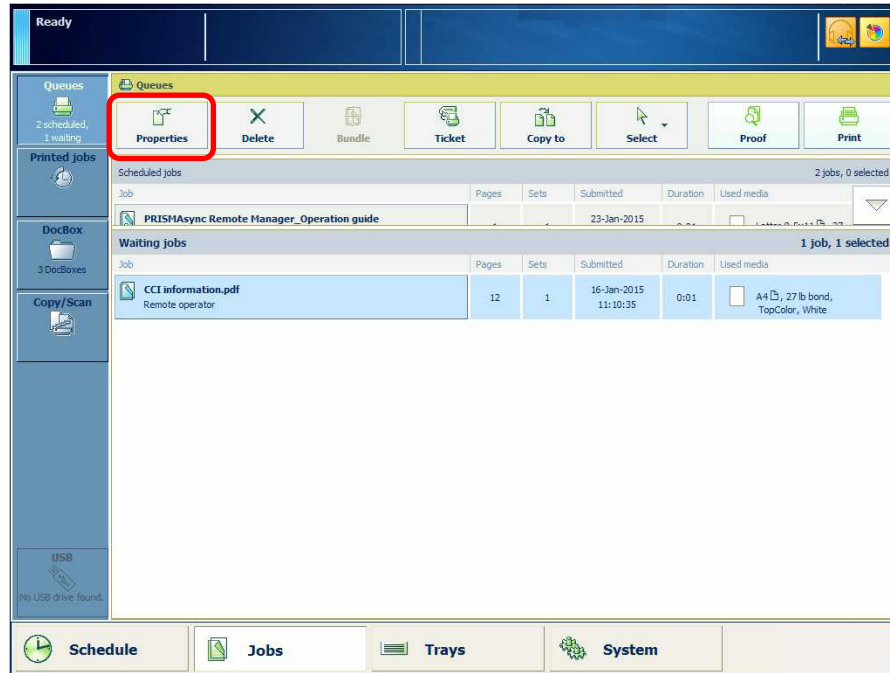 Ready
Queues
2 scheduled,
1 waiting
Printed jobs
DocBox
3 DocBoxes
Copy/Scan
USB
No USB drive found.
Queues
Properties
Delete
Bundle
Ticket
Copy to
Select
Proof
Print
Scheduled jobs
2 jobs, 0 selected
Job
Pages
Sets
Submitted
Duration
Used media
PRISMAsync Remote Manager_Operation guide
23-Jan-2015
Waiting jobs
1 job, 1 selected
Job
Pages
Sets
Submitted
Duration
Used media
CCI information.pdf
Remote operator
12
1
16-Jan-2015
11:10:35
0:01
A4, 27 lb bond,
TopColor, White
Schedule
Jobs
Trays
System